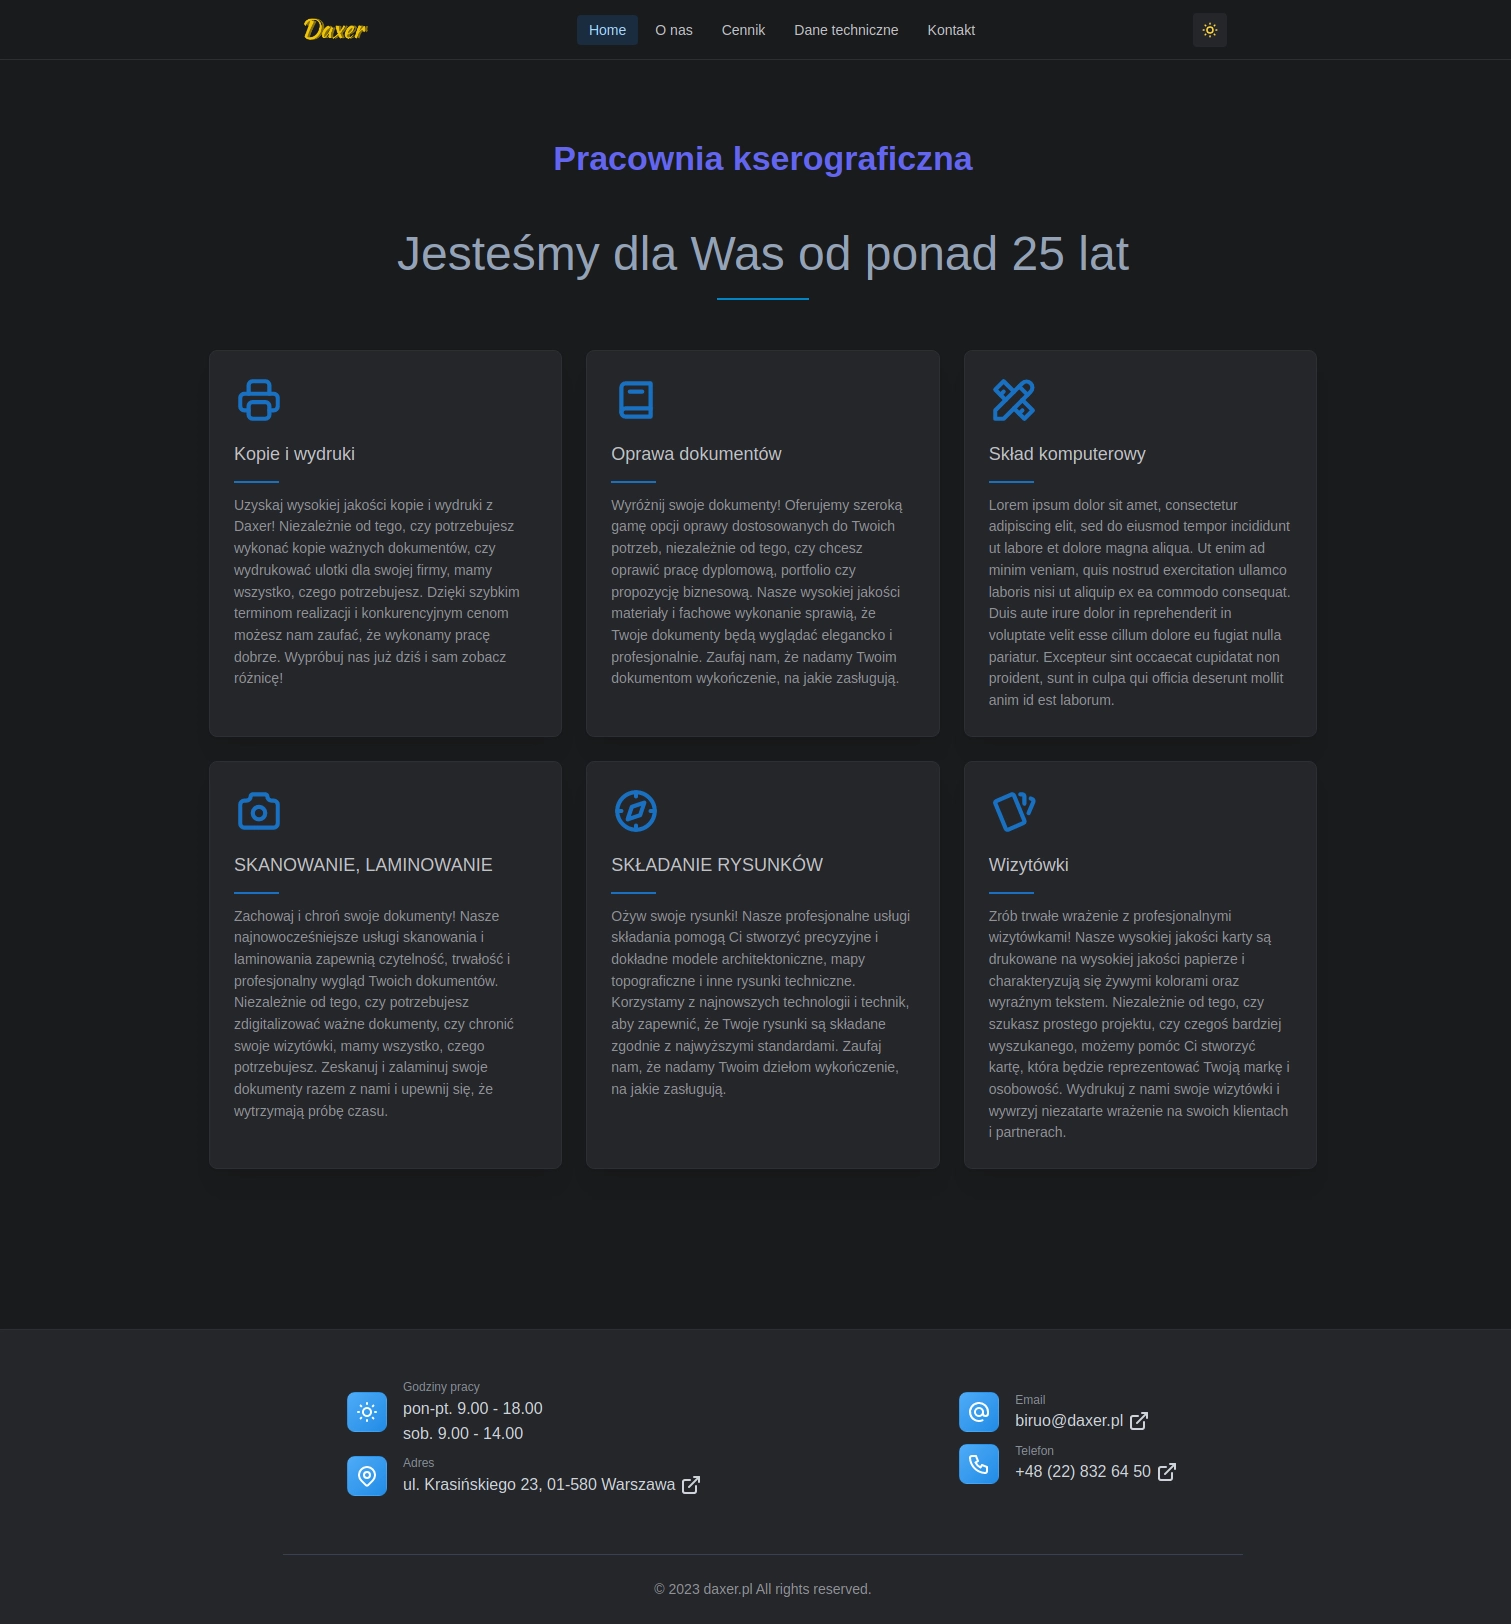 Daxer
Home
O nas
Cennik
Dane techniczne
Kontakt
Pracownia kserograficzna
Jesteśmy dla Was od ponad 25 lat
Kopie i wydruki
Uzyskaj wysokiej jakości kopie i wydruki z
Daxer! Niezależnie od tego, czy potrzebujesz
wykonać kopie ważnych dokumentów, czy
wydrukować ulotki dla swojej firmy, mamy
wszystko, czego potrzebujesz. Dzięki szybkim
terminom realizacji i konkurencyjnym cenom
możesz nam zaufać, że wykonamy pracę
dobrze. Wypróbuj nas już dziś i sam zobacz
różnicę!
Oprawa dokumentów
Wyróżnij swoje dokumenty! Oferujemy szeroką
gamę opcji oprawy dostosowanych do Twoich
potrzeb, niezależnie od tego, czy chcesz
oprawić pracę dyplomową, portfolio czy
propozycję biznesową. Nasze wysokiej jakości
materiały i fachowe wykonanie sprawią, że
Twoje dokumenty będą wyglądać elegancko i
profesjonalnie. Zaufaj nam, że nadamy Twoim
dokumentom wykończenie, na jakie zasługują.
Skład komputerowy
Lorem ipsum dolor sit amet, consectetur
adipiscing elit, sed do eiusmod tempor incididunt
ut labore et dolore magna aliqua. Ut enim ad
minim veniam, quis nostrud exercitation ullamco
laboris nisi ut aliquip ex ea commodo consequat.
Duis aute irure dolor in reprehenderit in
voluptate velit esse cillum dolore eu fugiat nulla
pariatur. Excepteur sint occaecat cupidatat non
proident, sunt in culpa qui officia deserunt mollit
anim id est laborum.
SKANOWANIE, LAMINOWANIE
Zachowaj i chroń swoje dokumenty! Nasze
najnowocześniejsze usługi skanowania i
laminowania zapewnią czytelność, trwałość i
profesjonalny wygląd Twoich dokumentów.
Niezależnie od tego, czy potrzebujesz
zdigitalizować ważne dokumenty, czy chronić
swoje wizytówki, mamy wszystko, czego
potrzebujesz. Zeskanuj i zalaminuj swoje
dokumenty razem z nami i upewnij się, że
wytrzymają próbę czasu.
SKŁADANIE RYSUNKÓW
Ożyw swoje rysunki! Nasze profesjonalne usługi
składania pomogą Ci stworzyć precyzyjne i
dokładne modele architektoniczne, mapy
topograficzne i inne rysunki techniczne.
Korzystamy z najnowszych technologii i technik,
aby zapewnić, że Twoje rysunki są składane
zgodnie z najwyższymi standardami. Zaufaj
nam, że nadamy Twoim dziełom wykończenie,
na jakie zasługują.
Wizytówki
Zrób trwałe wrażenie z profesjonalnymi
wizytówkami! Nasze wysokiej jakości karty są
drukowane na wysokiej jakości papierze i
charakteryzują się żywymi kolorami oraz
wyraźnym tekstem. Niezależnie od tego, czy
szukasz prostego projektu, czy czegoś bardziej
wyszukanego, możemy pomóc Ci stworzyć
kartę, która będzie reprezentować Twoją markę i
osobowość. Wydrukuj z nami swoje wizytówki i
wywrzyj niezatarte wrażenie na swoich klientach
i partnerach.
Godziny pracy
pon-pt. 9.00 - 18.00
sob. 9.00 - 14.00
Adres
ul. Krasińskiego 23, 01-580 Warszawa
Email
biruo@daxer.pl
Telefon
+48 (22) 832 64 50
© 2023 daxer.pl All rights reserved.